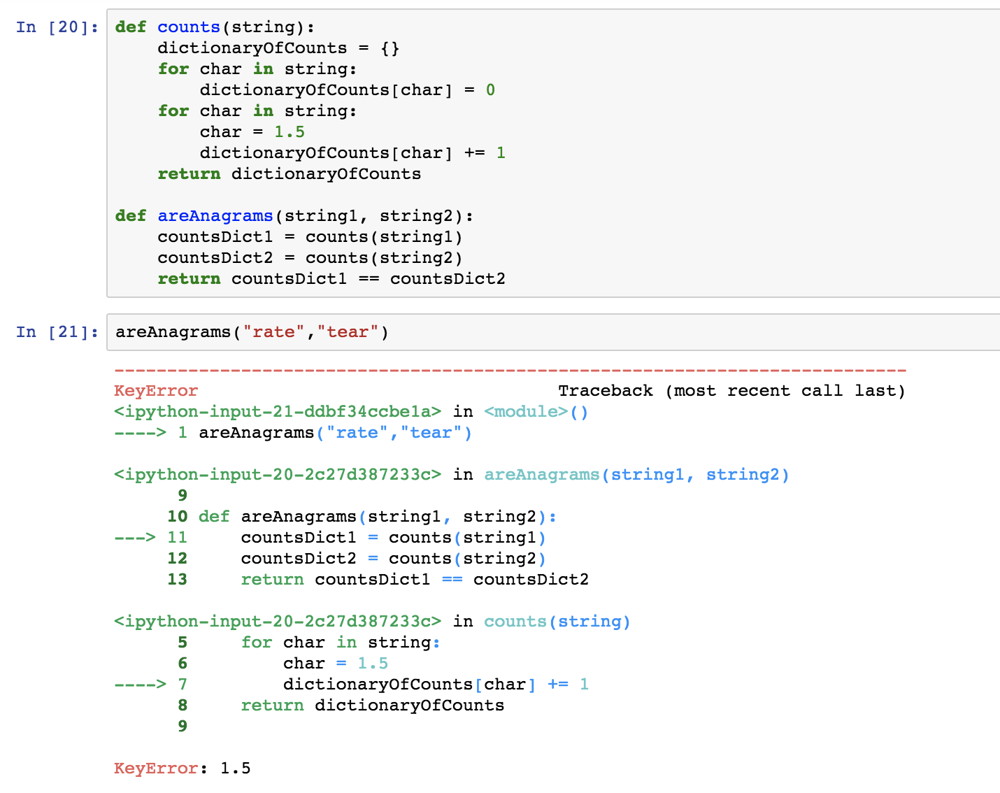 In [20]: def counts(string):
    dictionaryOfCounts = {}
    for char in string:
        dictionaryOfCounts[char] = 0
    for char in string:
        char = 1.5
        dictionaryOfCounts[char] += 1
    return dictionaryOfCounts

def areAnagrams(string1, string2):
    countsDict1 = counts(string1)
    countsDict2 = counts(string2)
    return countsDict1 == countsDict2

In [21]: areAnagrams("rate","tear")

---------------------------------------------------------------------------
KeyError                                  Traceback (most recent call last)
<ipython-input-21-ddbf34ccbe1a> in <module>()
----> 1 areAnagrams("rate","tear")

<ipython-input-20-2c27d387233c> in areAnagrams(string1, string2)
      9
     10 def areAnagrams(string1, string2):
---> 11     countsDict1 = counts(string1)
     12     countsDict2 = counts(string2)
     13     return countsDict1 == countsDict2

<ipython-input-20-2c27d387233c> in counts(string)
      5     for char in string:
      6         char = 1.5
----> 7         dictionaryOfCounts[char] += 1
      8     return dictionaryOfCounts
      9

KeyError: 1.5